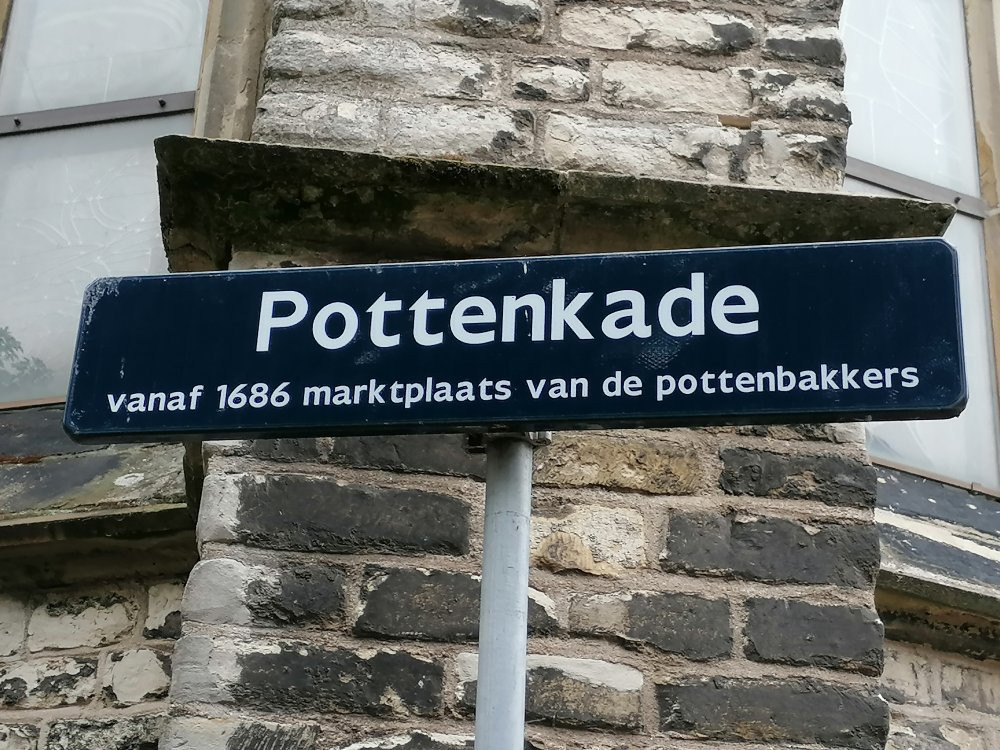 Pottenkade
vanaf 1686 marktplaats van de pottenbakkers